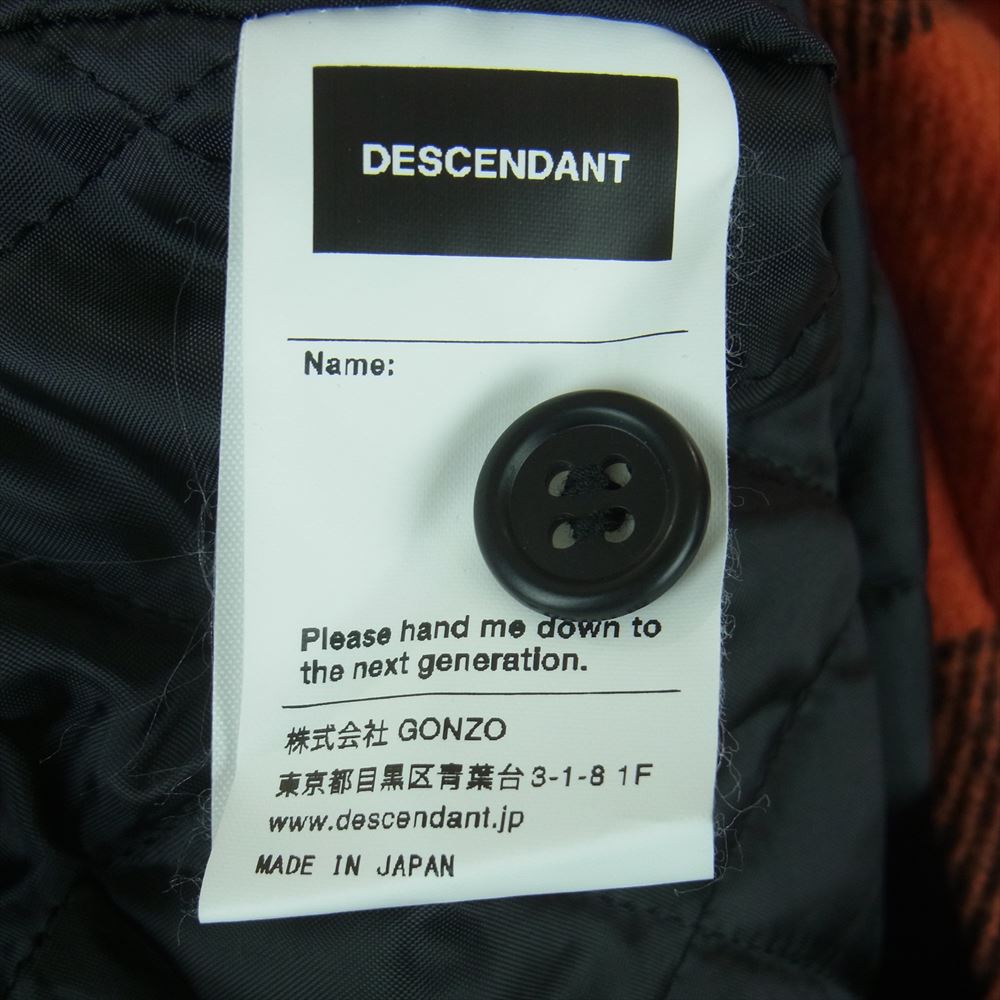 DESCENDANT
Name:
Please hand me down to
the next generation.
株式会社 GONZO
東京都目黒区青葉台3-1-8 1F
www.descendant.jp
MADE IN JAPAN